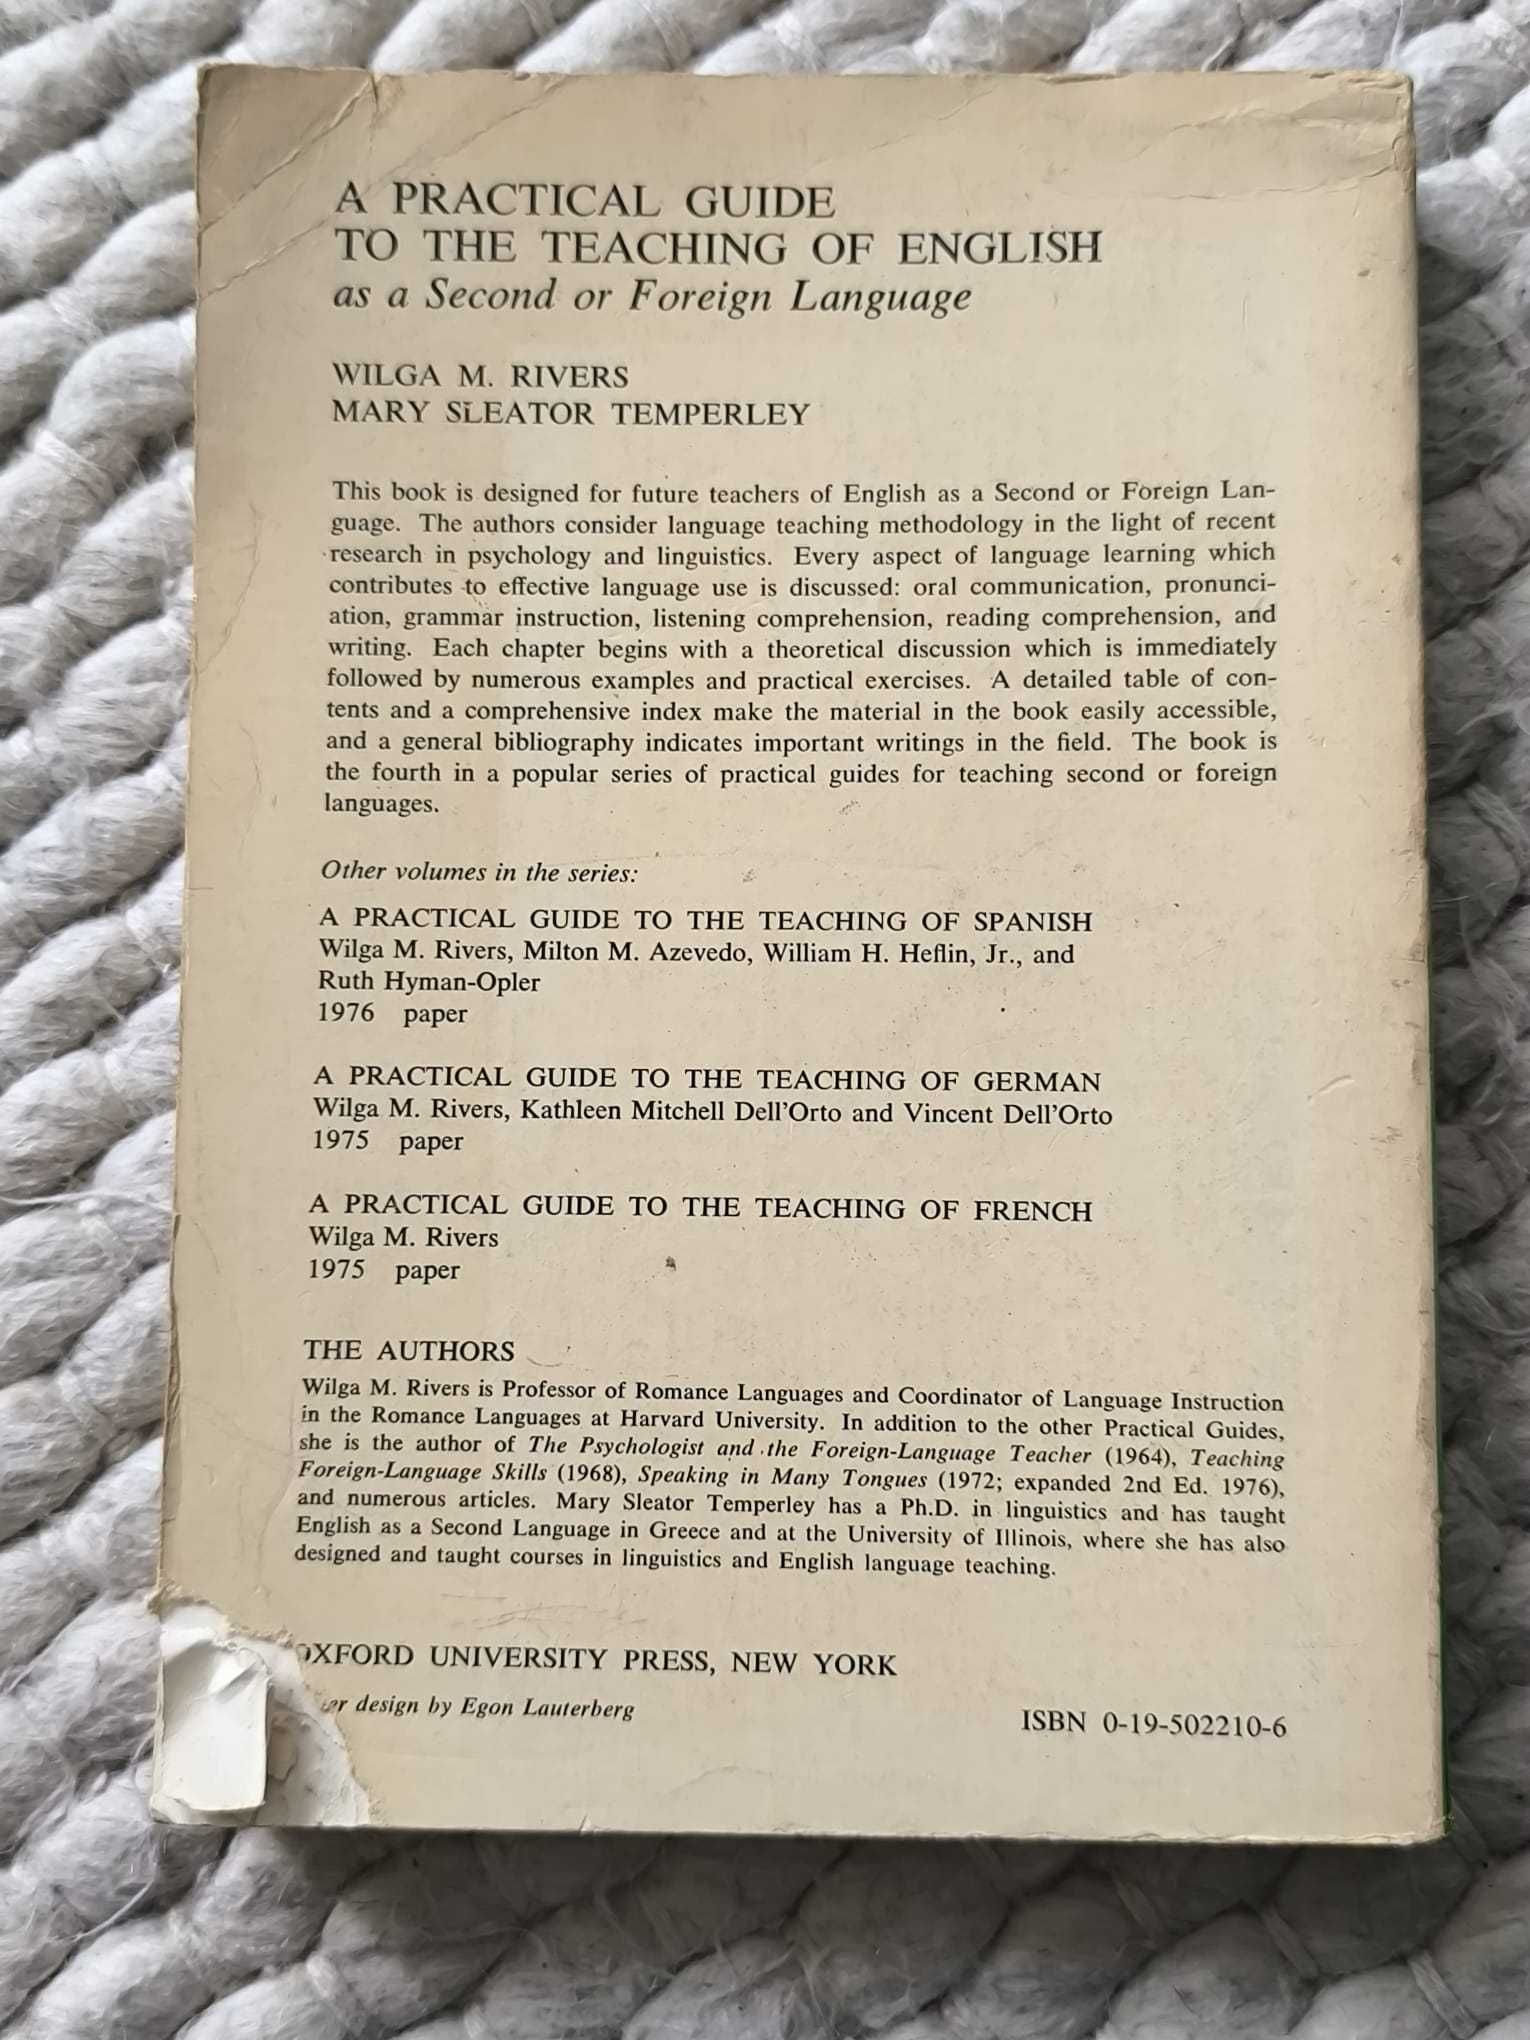 A PRACTICAL GUIDE
TO THE TEACHING OF ENGLISH
as a Second or Foreign Language
WILGA M. RIVERS
MARY SLEATOR TEMPERLEY
This book is designed for future teachers of English as a Second or Foreign Lan-
guage. The authors consider language teaching methodology in the light of recent
research in psychology and linguistics. Every aspect of language learning which
contributes to effective language use is discussed: oral communication, pronunci-
ation, grammar instruction, listening comprehension, reading comprehension, and
writing. Each chapter begins with a theoretical discussion which is immediately
followed by numerous examples and practical exercises. A detailed table of con-
tents and a comprehensive index make the material in the book easily accessible,
and a general bibliography indicates important writings in the field. The book is
the fourth in a popular series of practical guides for teaching second or foreign
languages.
Other volumes in the series:
A PRACTICAL GUIDE TO THE TEACHING OF SPANISH
Wilga M. Rivers, Milton M. Azevedo, William H. Heflin, Jr., and
Ruth Hyman-Opler
1976 paper
A PRACTICAL GUIDE TO THE TEACHING OF GERMAN
Wilga M. Rivers, Kathleen Mitchell Dell'Orto and Vincent Dell'Orto
1975 paper
A PRACTICAL GUIDE TO THE TEACHING OF FRENCH
Wilga M. Rivers
1975 paper
THE AUTHORS
Wilga M. Rivers is Professor of Romance Languages and Coordinator of Language Instruction
in the Romance Languages at Harvard University. In addition to the other Practical Guides,
she is the author of The Psychologist and the Foreign-Language Teacher (1964), Teaching
Foreign-Language Skills (1968), Speaking in Many Tongues (1972; expanded 2nd Ed. 1976),
and numerous articles. Mary Sleator Temperley has a Ph.D. in linguistics and has taught
English as a Second Language in Greece and at the University of Illinois, where she has also
designed and taught courses in linguistics and English language teaching.
OXFORD UNIVERSITY PRESS, NEW YORK
design by Egon Lauterberg
ISBN 0-19-502210-6